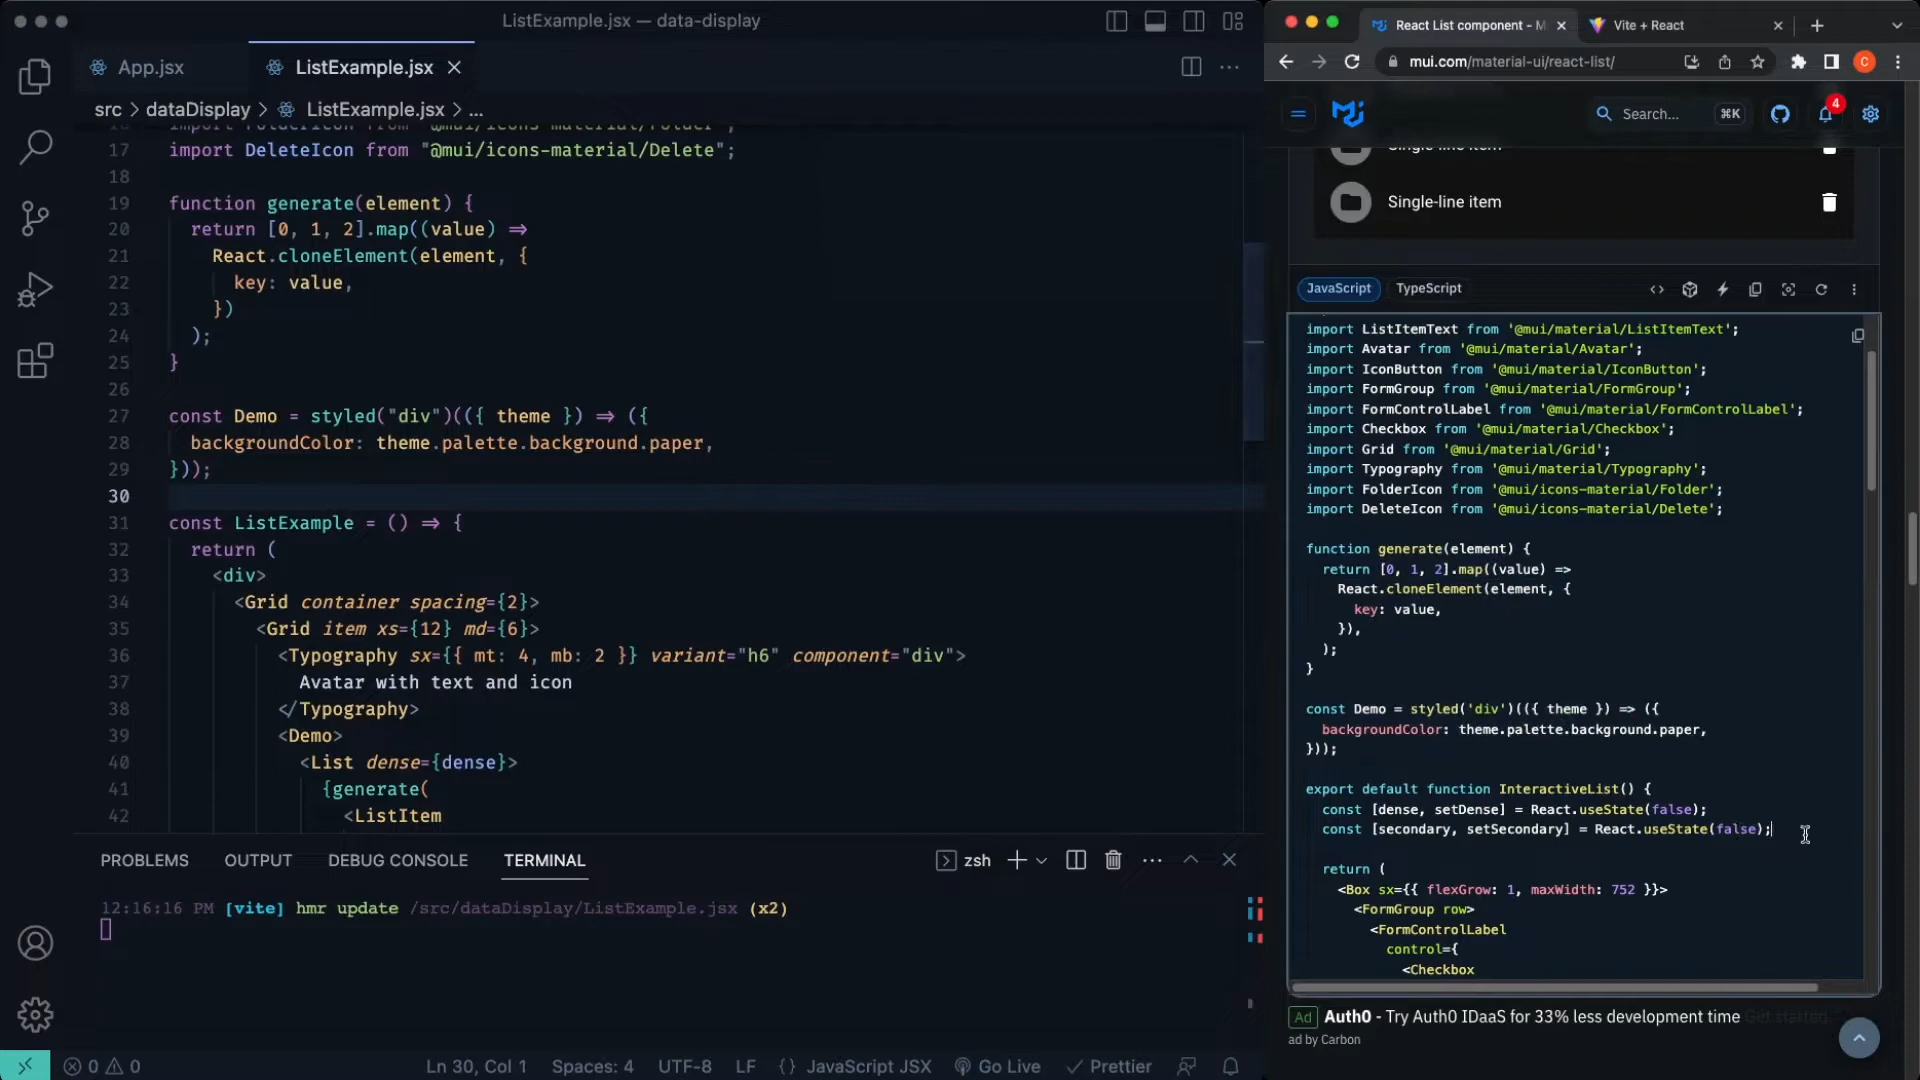 ListExample.jsx — data-display
App.jsx
ListExample.jsx
src > dataDisplay > ListExample.jsx > ...
17 import DeleteIcon from "@mui/icons-material/Delete";
18
19 function generate(element) {
20 return [0, 1, 2].map((value) =>
21 React.cloneElement(element, {
22 key: value,
23 })
24 );
25 }
26
27 const Demo = styled("div")(({ theme }) => ({
28 backgroundColor: theme.palette.background.paper,
29 }));
30
31 const ListExample = () => {
32 return (
33 <div>
34 <Grid container spacing={2}>
35 <Grid item xs={12} md={6}>
36 <Typography sx={{ mt: 4, mb: 2 }} variant="h6" component="div">
37 Avatar with text and icon
38 </Typography>
39 <Demo>
40 <List dense={dense}>
41 {generate(
42 <ListItem
PROBLEMS OUTPUT DEBUG CONSOLE TERMINAL
zsh
12:16:16 PM [vite] hmr update /src/dataDisplay/ListExample.jsx (x2)
0 0
Ln 30, Col 1 Spaces: 4 UTF-8 LF {} JavaScript JSX Go Live Prettier
React List component - M
Vite + React
mui.com/material-ui/react-list/
C
Search... ⌘K
4
Single-line item
Single-line item
JavaScript TypeScript
import ListItemText from '@mui/material/ListItemText';
import Avatar from '@mui/material/Avatar';
import IconButton from '@mui/material/IconButton';
import FormGroup from '@mui/material/FormGroup';
import FormControlLabel from '@mui/material/FormControlLabel';
import Checkbox from '@mui/material/Checkbox';
import Grid from '@mui/material/Grid';
import Typography from '@mui/material/Typography';
import FolderIcon from '@mui/icons-material/Folder';
import DeleteIcon from '@mui/icons-material/Delete';
function generate(element) {
return [0, 1, 2].map((value) =>
React.cloneElement(element, {
key: value,
}),
);
}
const Demo = styled('div')(({ theme }) => ({
backgroundColor: theme.palette.background.paper,
}));
export default function InteractiveList() {
const [dense, setDense] = React.useState(false);
const [secondary, setSecondary] = React.useState(false);
return (
<Box sx={{ flexGrow: 1, maxWidth: 752 }}>
<FormGroup row>
<FormControlLabel
control={
<Checkbox
Ad Auth0 - Try Auth0 IDaaS for 33% less development time Get started.
ad by Carbon